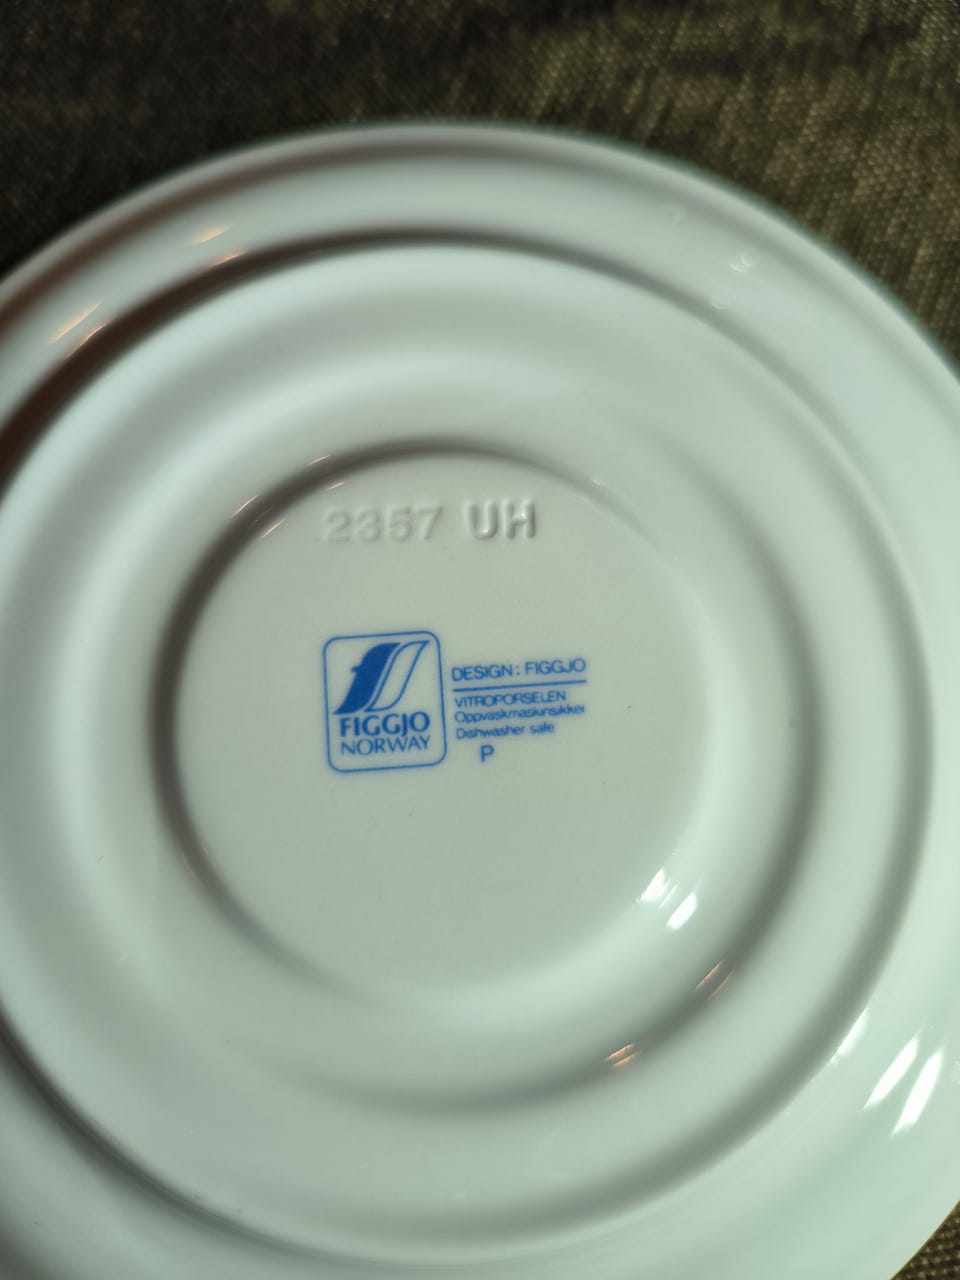 2357 UH
FIGGJO
NORWAY
DESIGN: FIGGJO
VITROPORSELEN
Oppvaskmaskinsikker
Dishwasher safe
P